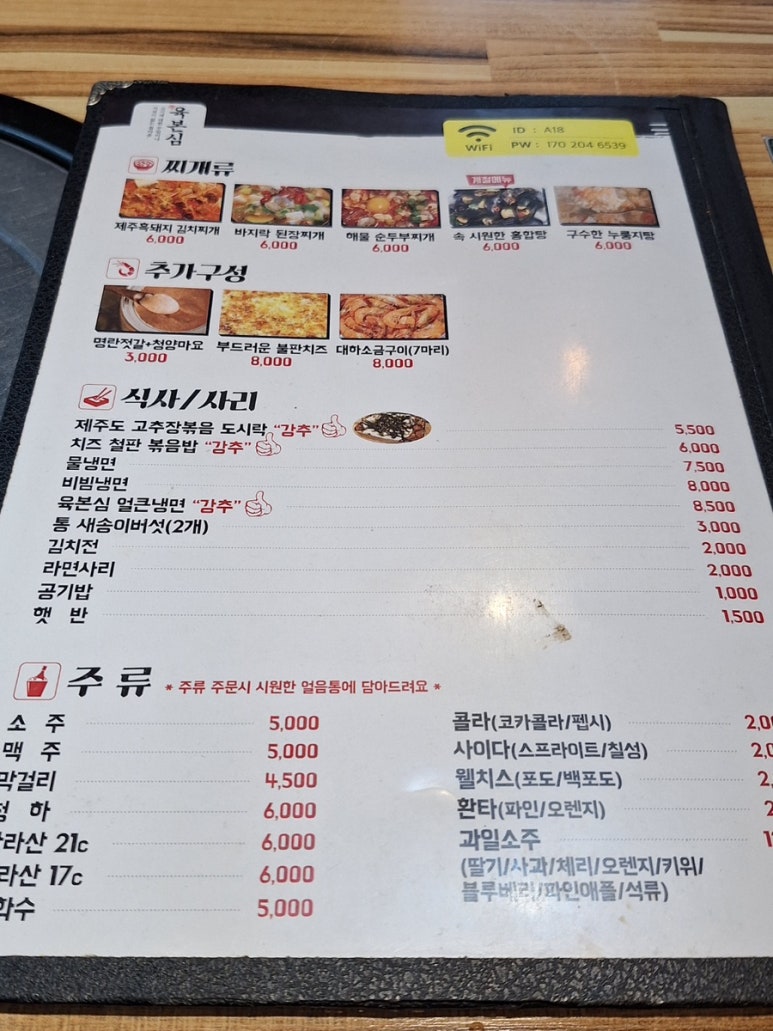 육본심
WiFi
ID : A18
PW : 170 204 6539
찌개류
계절메뉴
제주흑돼지 김치찌개 바지락 된장찌개 해물 순두부찌개 속 시원한 홍합탕 구수한 누룽지탕
6,000 6,000 6,000 6,000 6,000
추가구성
명란젓갈+청양마요 부드러운 불판치즈 대하소금구이(7마리)
3,000 8,000 8,000
식사/사리
제주도 고추장볶음 도시락 "강추" 5,500
치즈 철판 볶음밥 "강추" 6,000
물냉면 7,500
비빔냉면 8,000
육본심 얼큰냉면 "강추" 8,500
통 새송이버섯(2개) 3,000
김치전 2,000
라면사리 2,000
공기밥 1,000
햇 반 1,500
주 류 * 주류 주문시 시원한 얼음통에 담아드려요 *
소 주 5,000
맥 주 5,000
막걸리 4,500
청 하 6,000
라산 21c 6,000
라산 17c 6,000
화수 5,000
콜라(코카콜라/펩시) 2,0
사이다(스프라이트/칠성) 2,0
웰치스(포도/백포도) 2,
환타(파인/오렌지) 2
과일소주
(딸기/사과/체리/오렌지/키위/
블루베리/파인애플/석류)